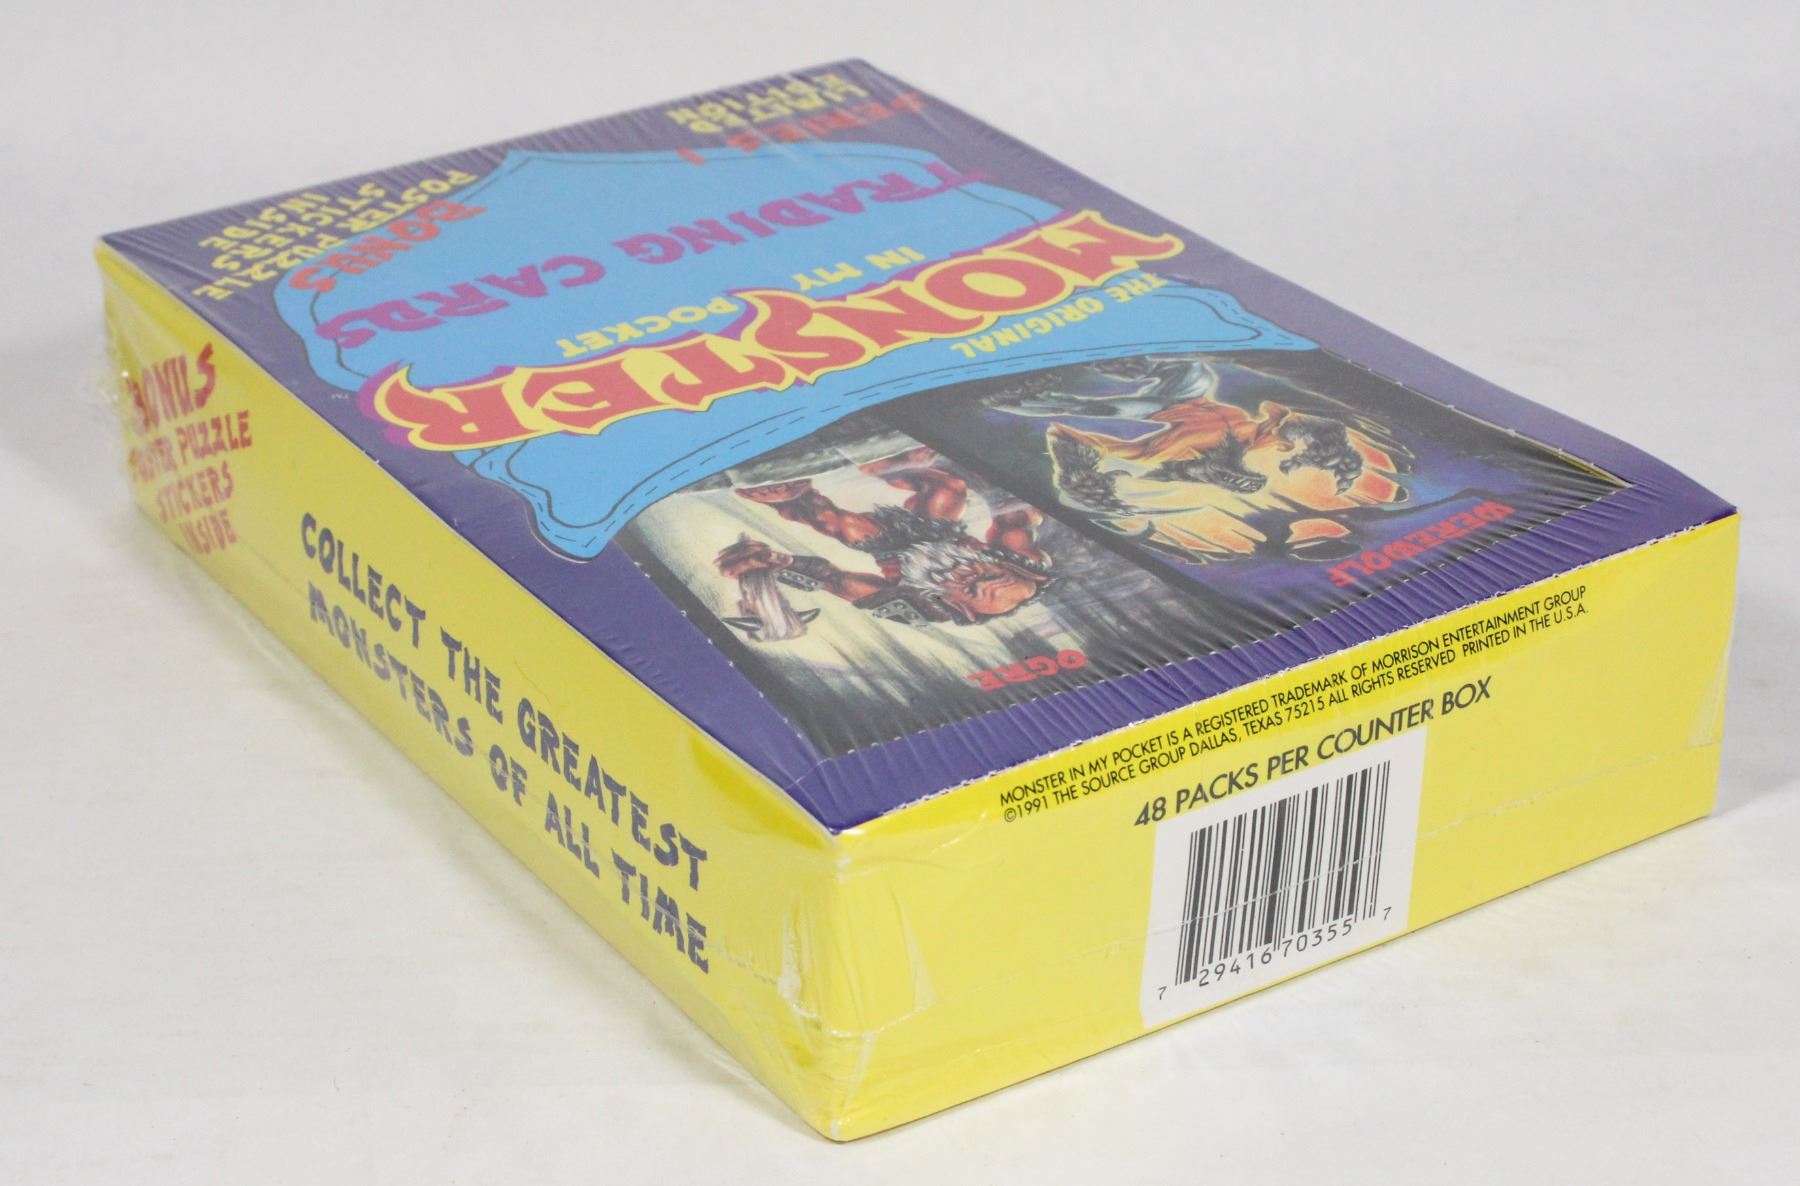 SERIES 1
LIMITED
EDITION
BONUS
POSTER PUZZLE
STICKERS
INSIDE
THE ORIGINAL
MONSTER
IN MY
POCKET
™
TRADING CARDS
WEREWOLF
OGRE
BONUS
POSTER PUZZLE
STICKERS
INSIDE
COLLECT THE GREATEST
MONSTERS OF ALL TIME
MONSTER IN MY POCKET IS A REGISTERED TRADEMARK OF MORRISON ENTERTAINMENT GROUP
©1991 THE SOURCE GROUP DALLAS, TEXAS 75215 ALL RIGHTS RESERVED PRINTED IN THE U.S.A.
48 PACKS PER COUNTER BOX
7 29416 70355 7